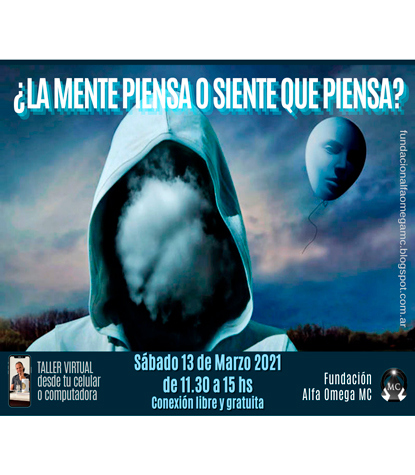 ¿LA MENTE PIENSA O SIENTE QUE PIENSA?
fundacionalfaomegamc.blogspot.com.ar
TALLER VIRTUAL
desde tu celular
o computadora
Sábado 13 de Marzo 2021
de 11.30 a 15 hs
Conexión libre y gratuita
Fundación
Alfa Omega MC
MC